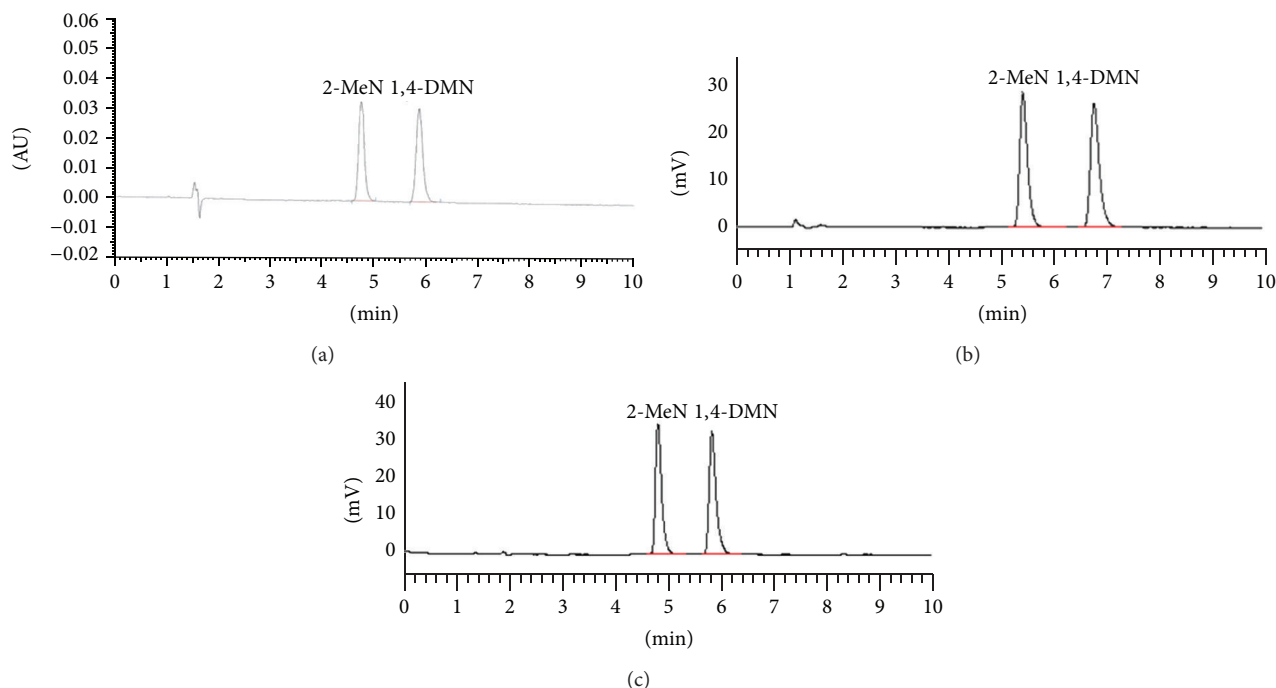 0.06
0.05
0.04
0.03
0.02
0.01
0.00
−0.01
−0.02
(AU)
2-MeN 1,4-DMN
0 1 2 3 4 5 6 7 8 9 10
(min)
(a)
30
20
10
0
(mV)
2-MeN 1,4-DMN
0 1 2 3 4 5 6 7 8 9 10
(min)
(b)
40
30
20
10
0
(mV)
2-MeN 1,4-DMN
0 1 2 3 4 5 6 7 8 9 10
(min)
(c)